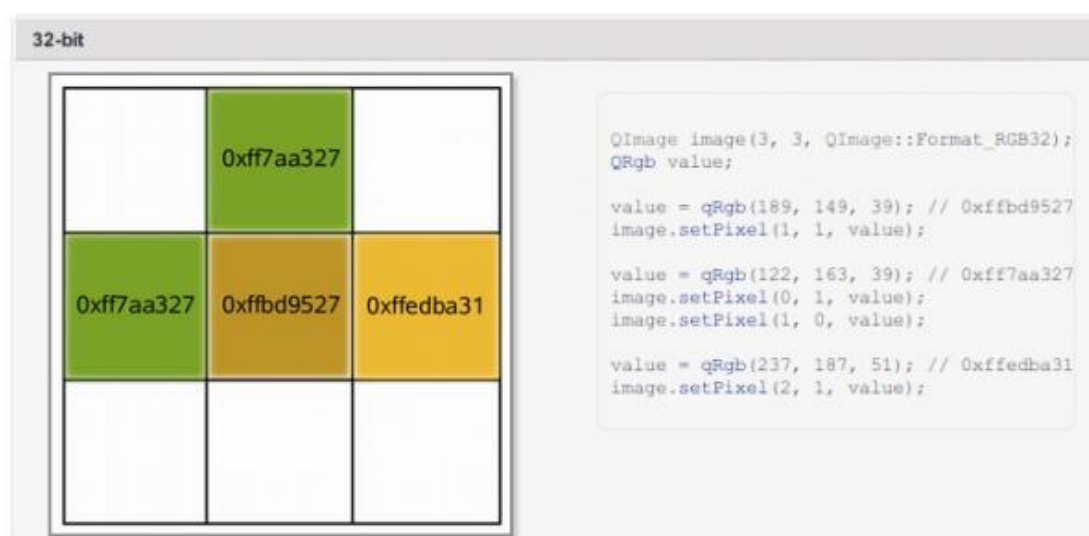 32-bit
0xff7aa327
0xff7aa327 0xffbd9527 0xffedba31
QImage image(3, 3, QImage::Format_RGB32);
QRgb value;
value = qRgb(189, 149, 39); // 0xffbd9527
image.setPixel(1, 1, value);
value = qRgb(122, 163, 39); // 0xff7aa327
image.setPixel(0, 1, value);
image.setPixel(1, 0, value);
value = qRgb(237, 187, 51); // 0xffedba31
image.setPixel(2, 1, value);